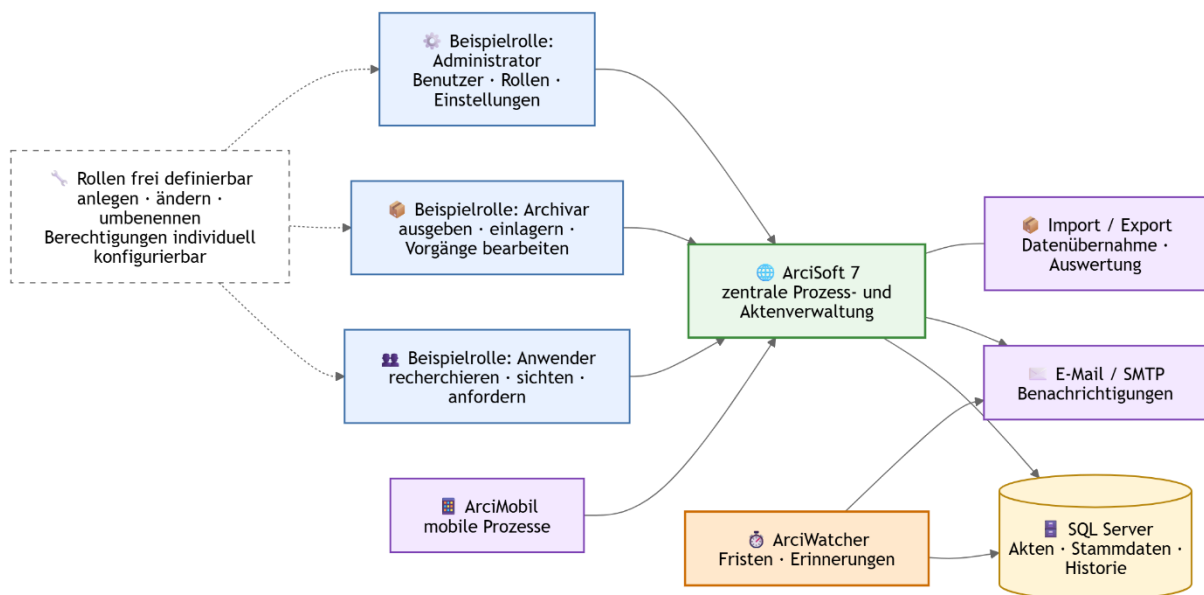 Beispielrolle:
Administrator
Benutzer · Rollen ·
Einstellungen
Rollen frei definierbar
anlegen · ändern ·
umbenennen
Berechtigungen individuell
konfigurierbar
Beispielrolle: Archivar
ausgeben · einlagern ·
Vorgänge bearbeiten
Beispielrolle: Anwender
recherchieren · sichten ·
anfordern
ArciMobil
mobile Prozesse
ArciSoft 7
zentrale Prozess- und
Aktenverwaltung
ArciWatcher
Fristen · Erinnerungen
Import / Export
Datenübernahme ·
Auswertung
E-Mail / SMTP
Benachrichtigungen
SQL Server
Akten · Stammdaten ·
Historie